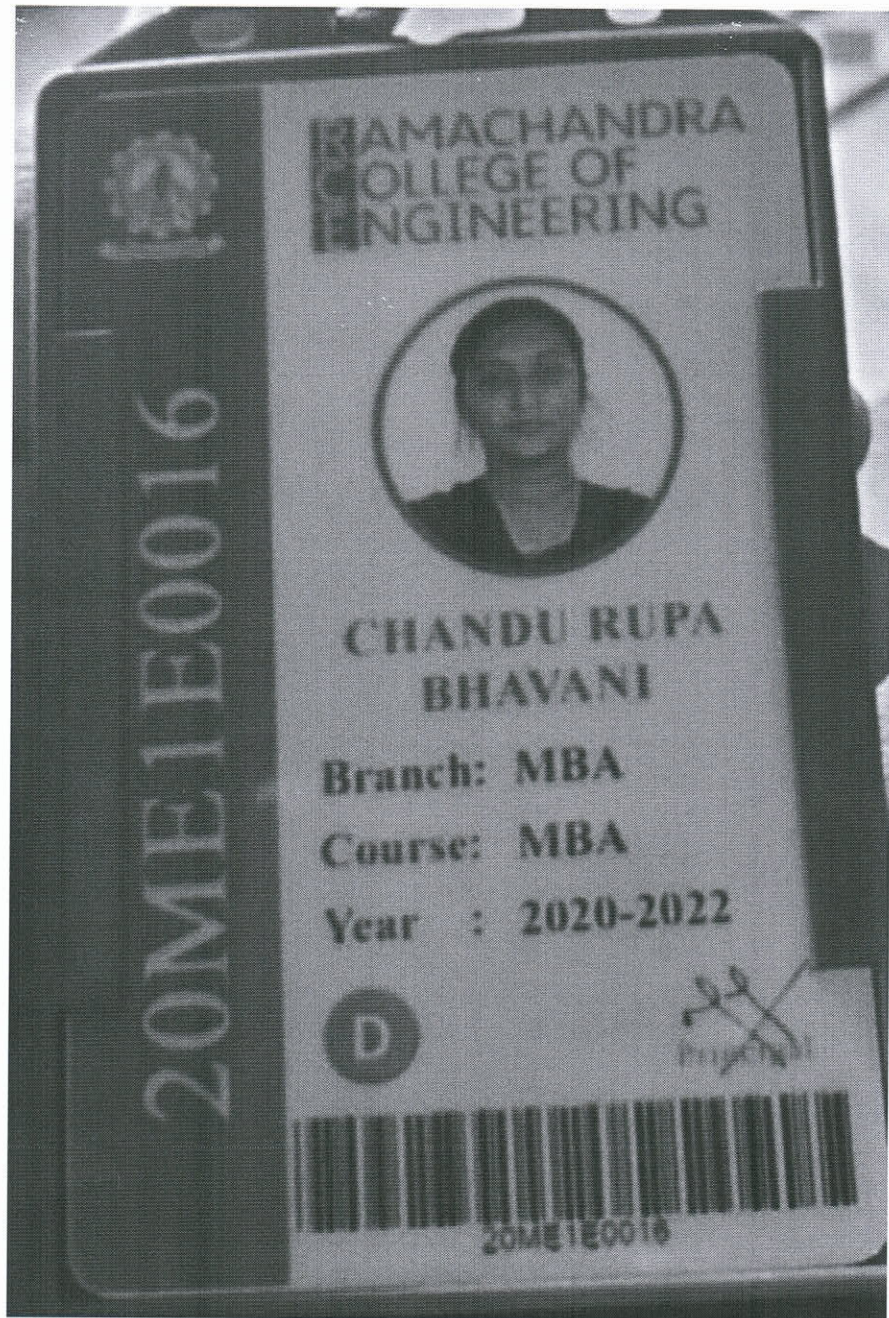 RAMACHANDRA
COLLEGE OF
ENGINEERING
20ME1E0016
CHANDU RUPA
BHAVANI
Branch: MBA
Course: MBA
Year : 2020-2022
D
Principal
20ME1E0016